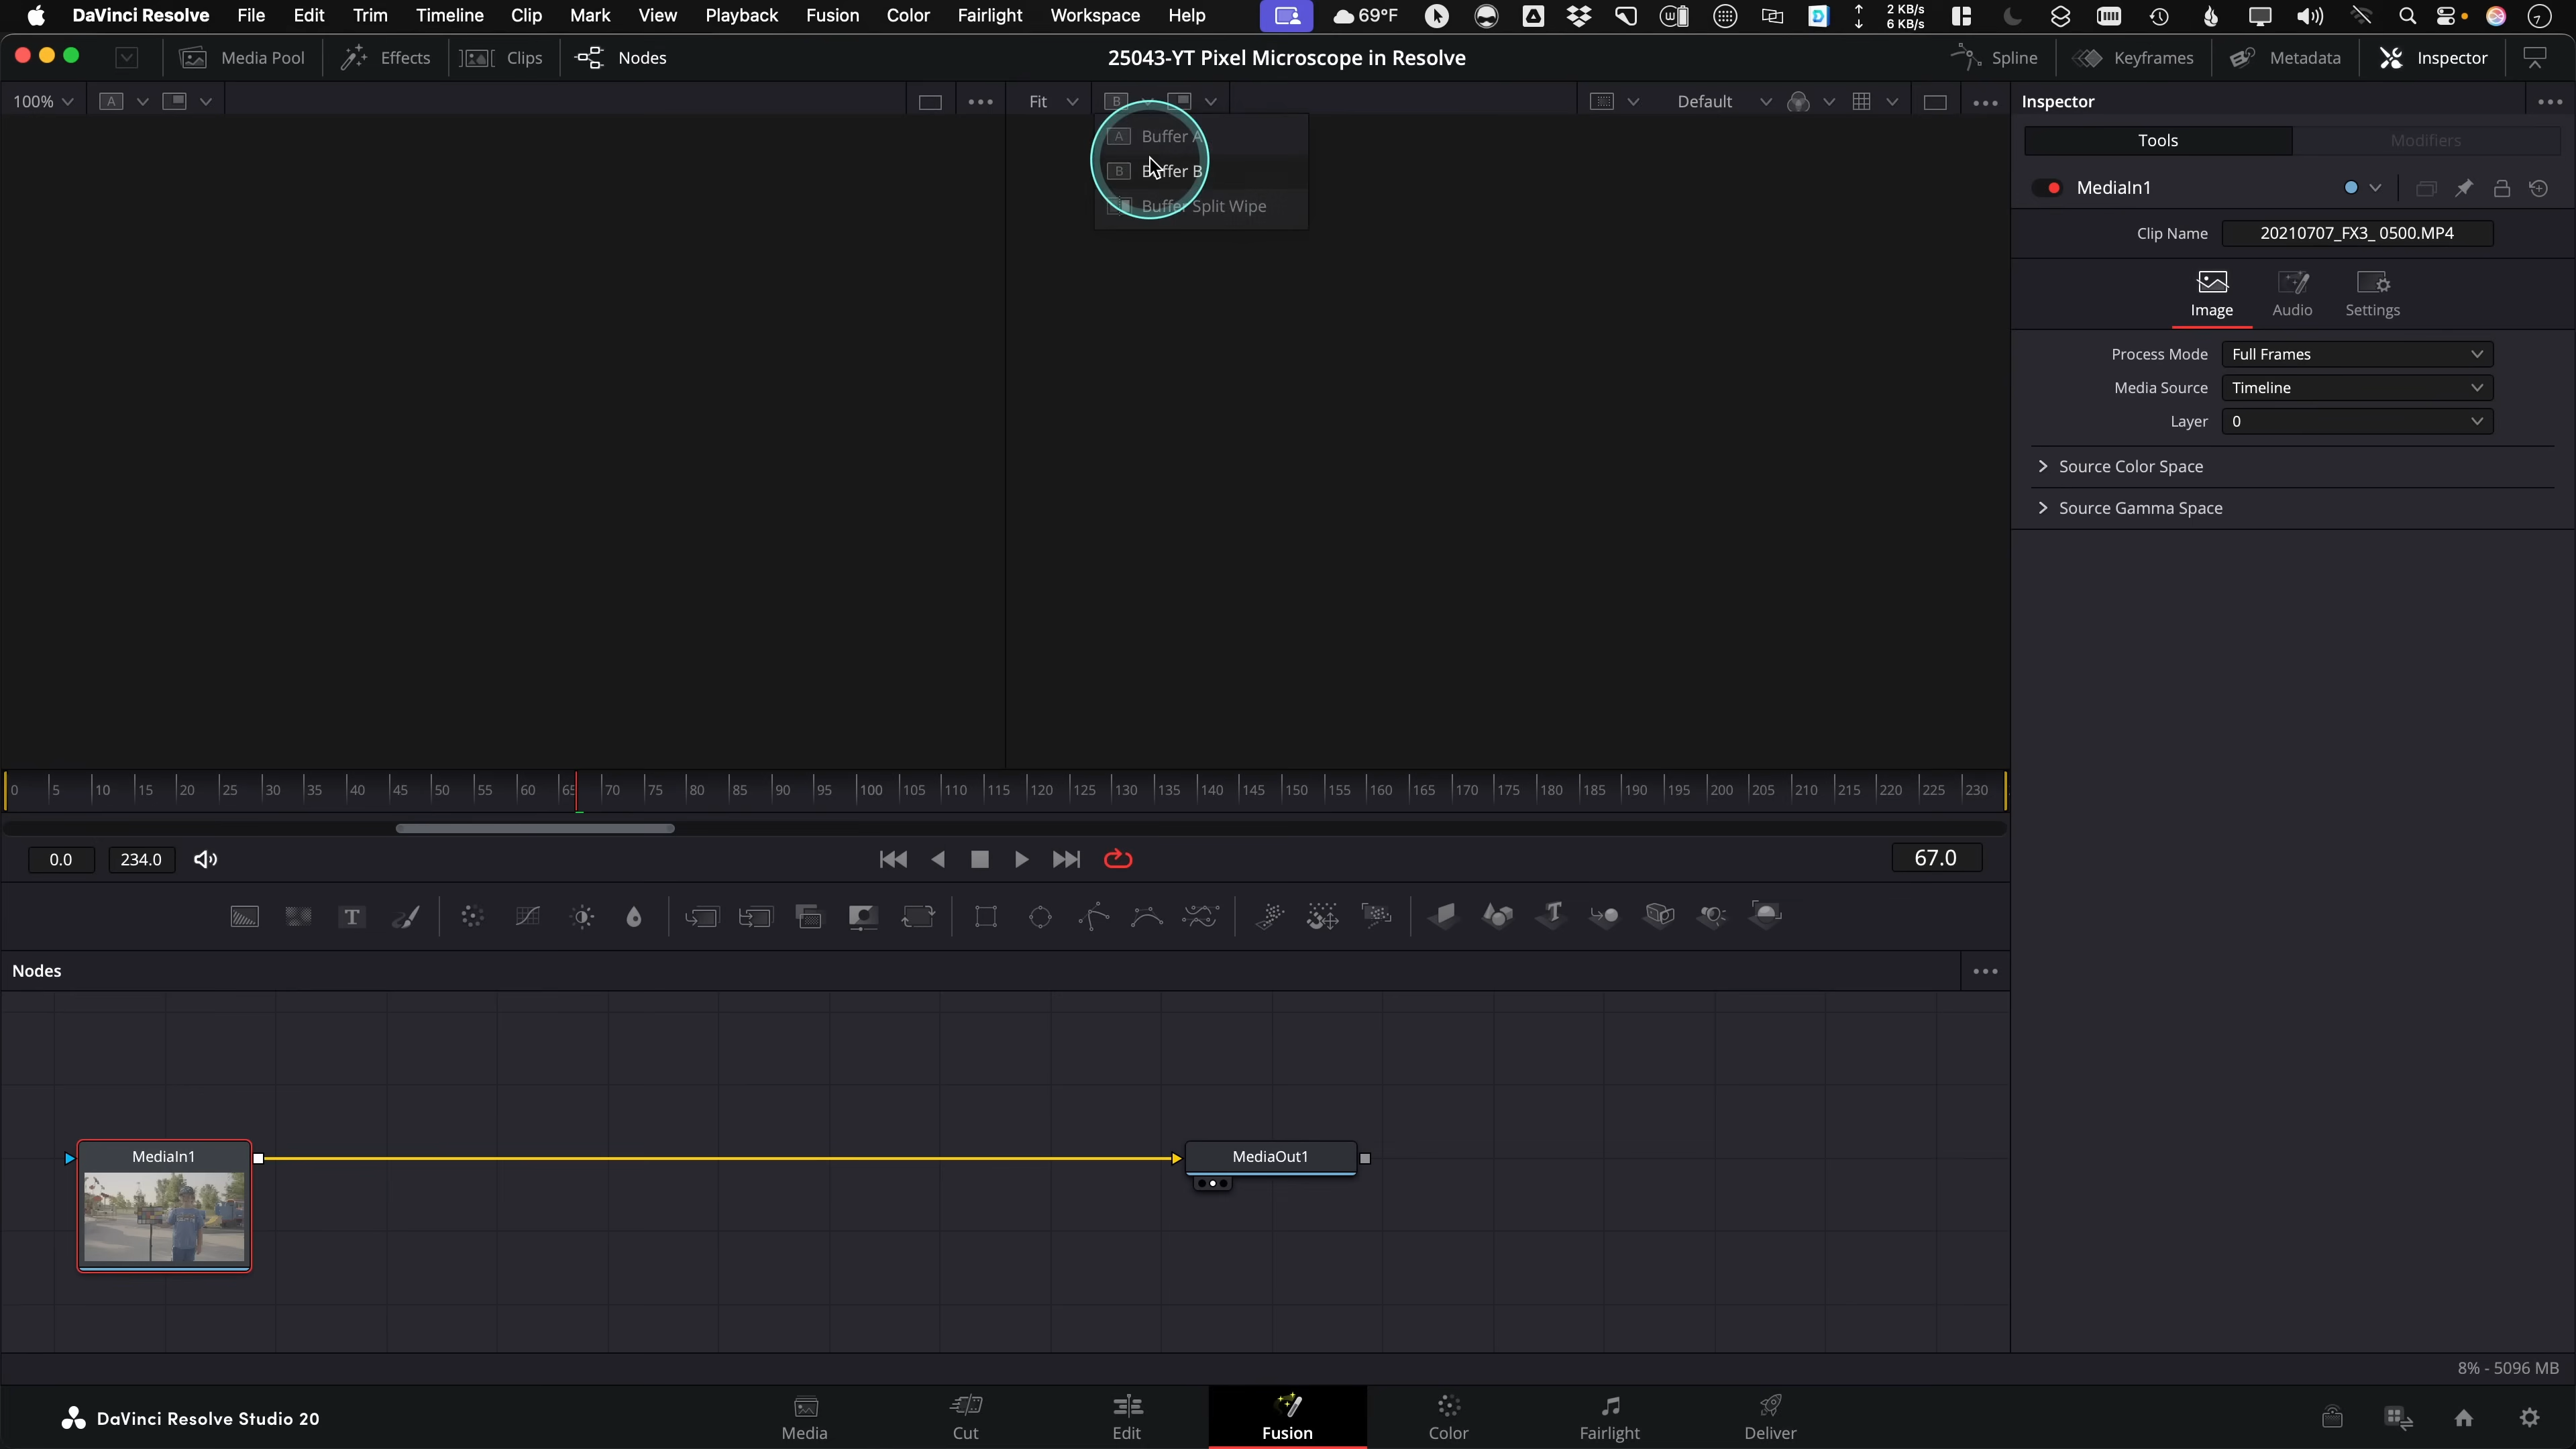 DaVinci Resolve File Edit Trim Timeline Clip Mark View Playback Fusion Color Fairlight Workspace Help 69°F 2 KB/s 6 KB/s
Media Pool Effects Clips Nodes 25043-YT Pixel Microscope in Resolve Spline Keyframes Metadata Inspector
100% A Fit B Default Inspector
A Buffer A
B Buffer B
Buffer Split Wipe
Tools Modifiers
MediaIn1
Clip Name 20210707_FX3_ 0500.MP4
Image Audio Settings
Process Mode Full Frames
Media Source Timeline
Layer 0
Source Color Space
Source Gamma Space
0 5 10 15 20 25 30 35 40 45 50 55 60 65 70 75 80 85 90 95 100 105 110 115 120 125 130 135 140 145 150 155 160 165 170 175 180 185 190 195 200 205 210 215 220 225 230
0.0 234.0 67.0
Nodes
MediaIn1 MediaOut1
8% - 5096 MB
DaVinci Resolve Studio 20 Media Cut Edit Fusion Color Fairlight Deliver